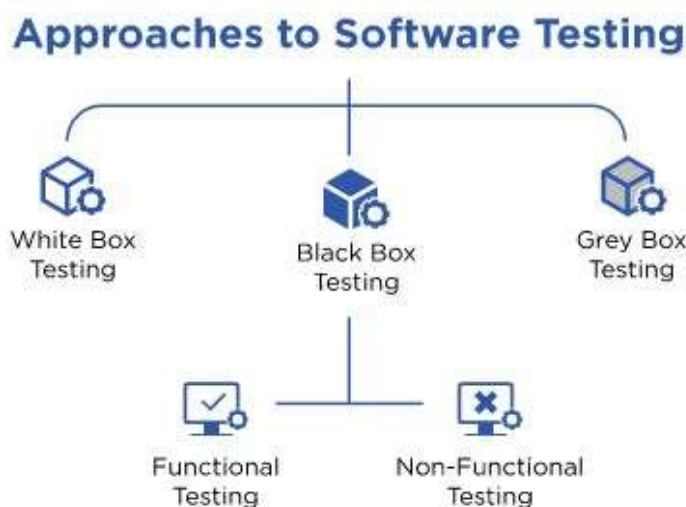 Approaches to Software Testing
White Box
Testing
Black Box
Testing
Grey Box
Testing
Functional
Testing
Non-Functional
Testing